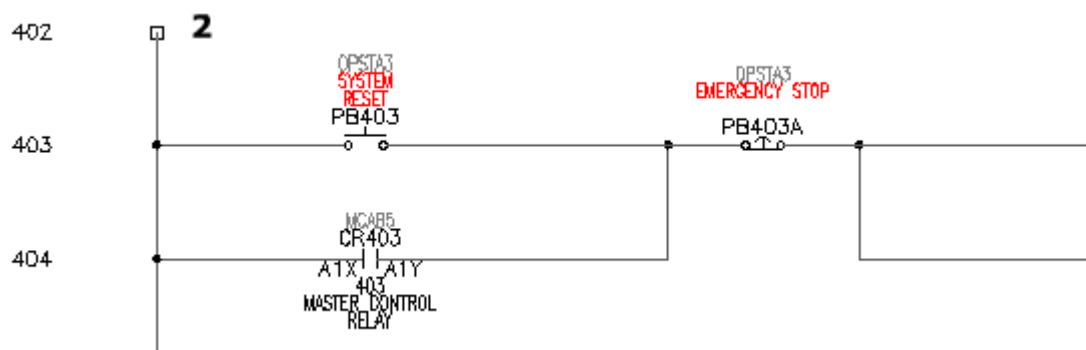 402
2
OPSTA3
SYSTEM
RESET
PB403
OPSTA3
EMERGENCY STOP
PB403A
403
MCAB5
CR403
404
A1X A1Y
403
MASTER CONTROL
RELAY